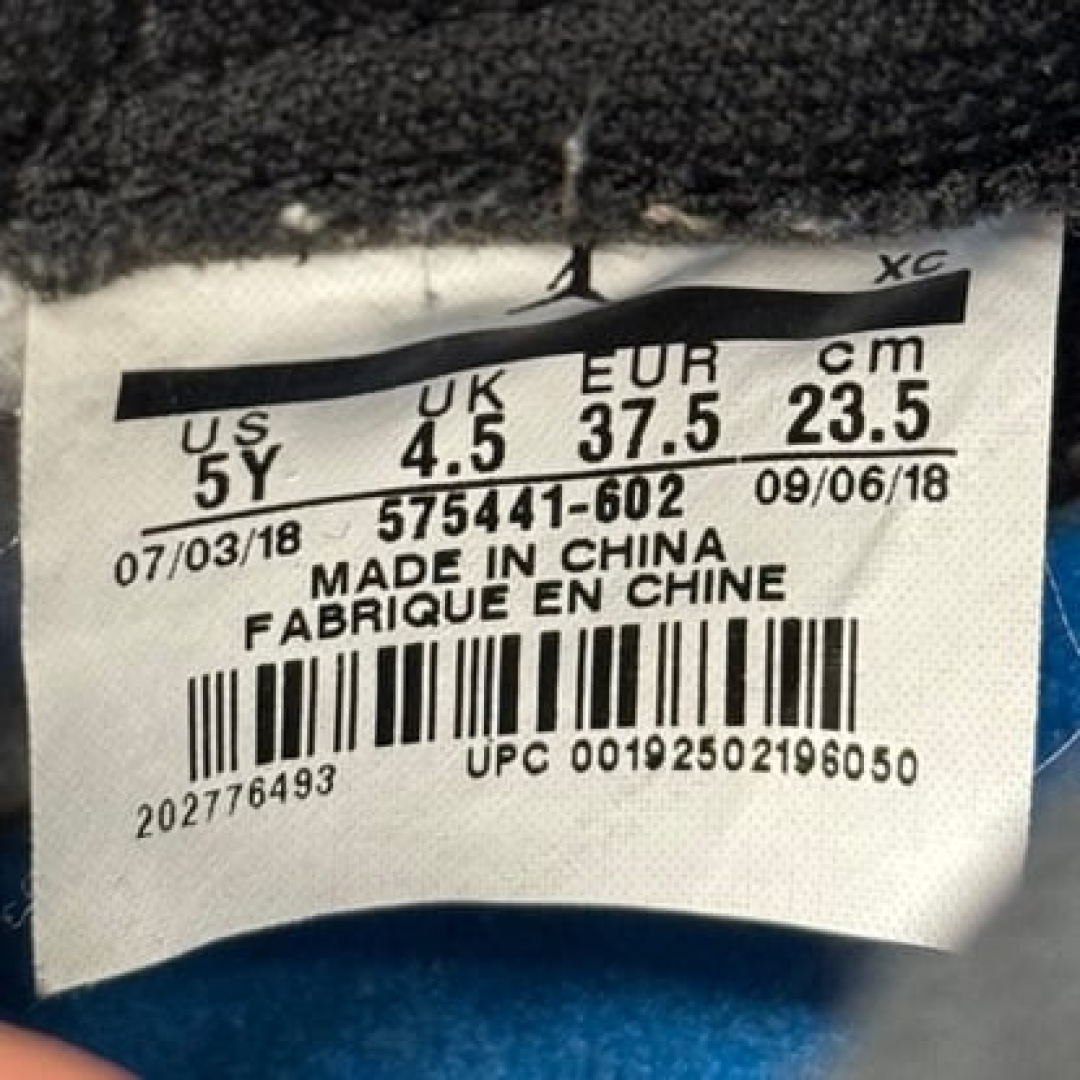 XC
US UK EUR cm
5Y 4.5 37.5 23.5
07/03/18 575441-602 09/06/18
MADE IN CHINA
FABRIQUE EN CHINE
202776493 UPC 00192502196050